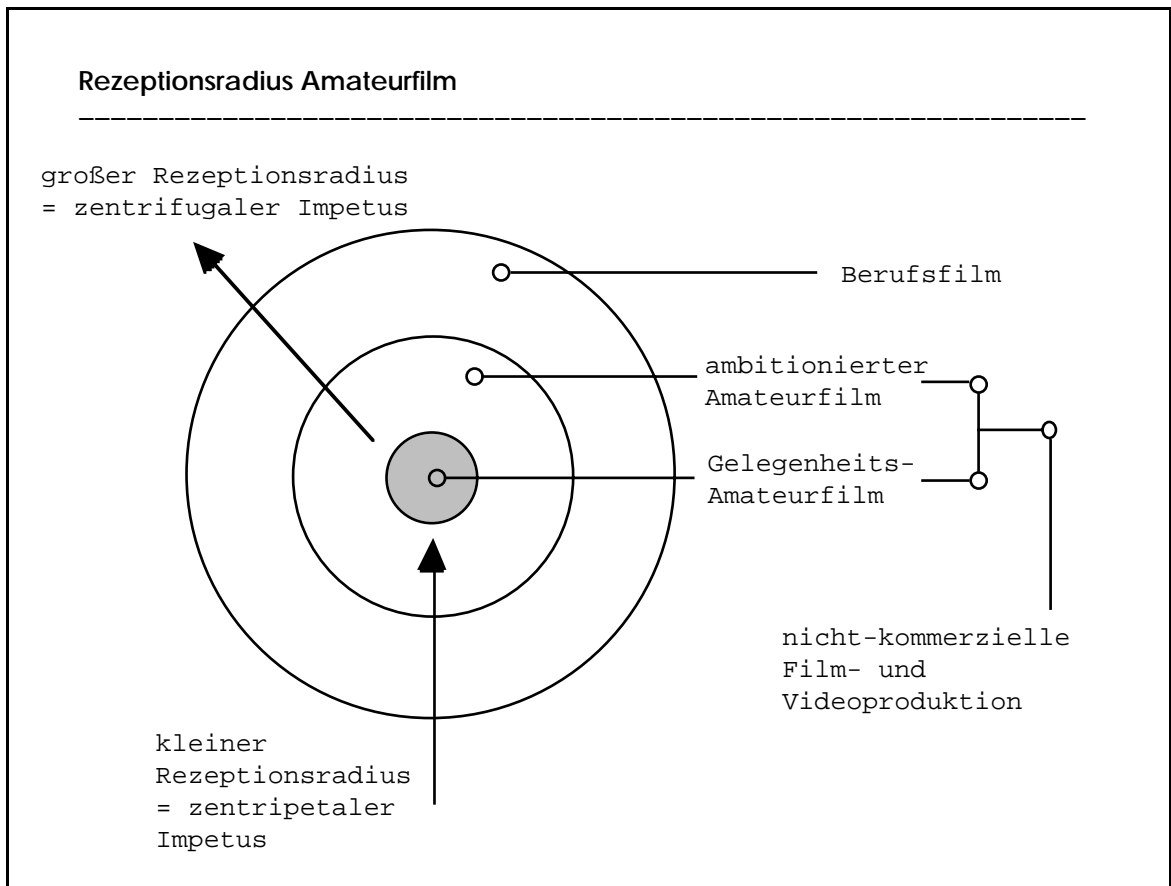 Rezeptionsradius Amateurfilm
großer Rezeptionsradius
= zentrifugaler Impetus
Berufsfilm
ambitionierter
Amateurfilm
Gelegenheits-
Amateurfilm
nicht-kommerzielle
Film- und
Videoproduktion
kleiner
Rezeptionsradius
= zentripetaler
Impetus